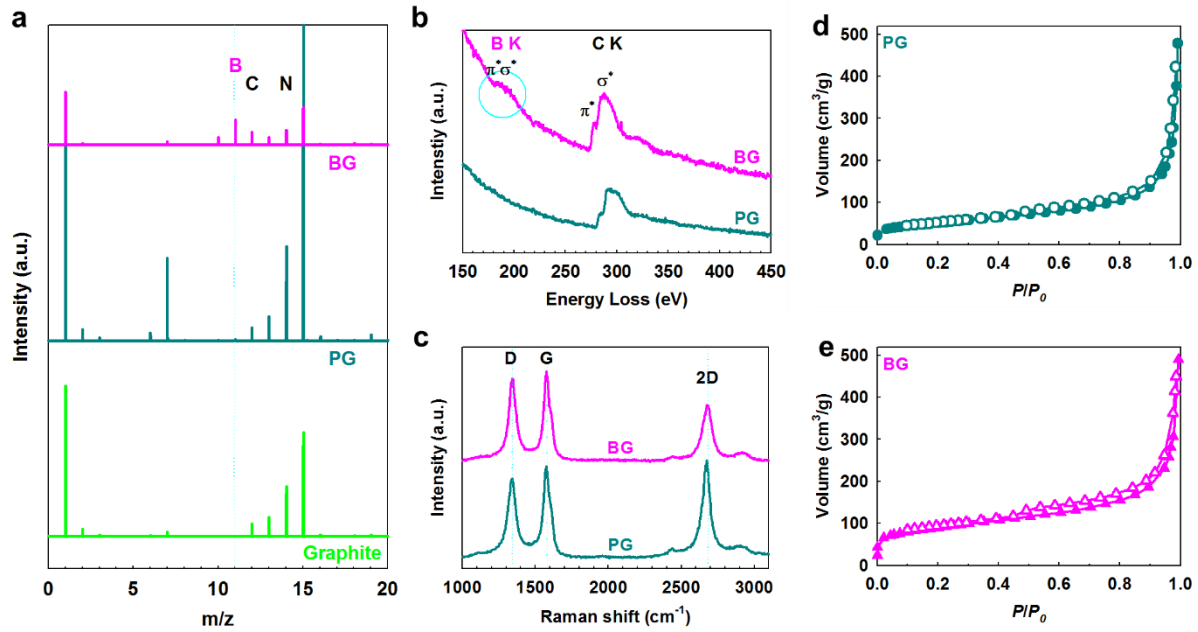 a
B
C
N
BG
PG
Graphite
Intensity (a.u.)
0 5 10 15 20
m/z
b
B K
C K
π* σ*
σ*
π*
BG
PG
Intenstiy (a.u.)
150 200 250 300 350 400 450
Energy Loss (eV)
c
D
G
2D
BG
PG
Intensity (a.u.)
1000 1500 2000 2500 3000
Raman shift (cm⁻¹)
d
PG
Volume (cm³/g)
500
400
300
200
100
0
0.0 0.2 0.4 0.6 0.8 1.0
P/P₀
e
BG
Volume (cm³/g)
500
400
300
200
100
0
0.0 0.2 0.4 0.6 0.8 1.0
P/P₀